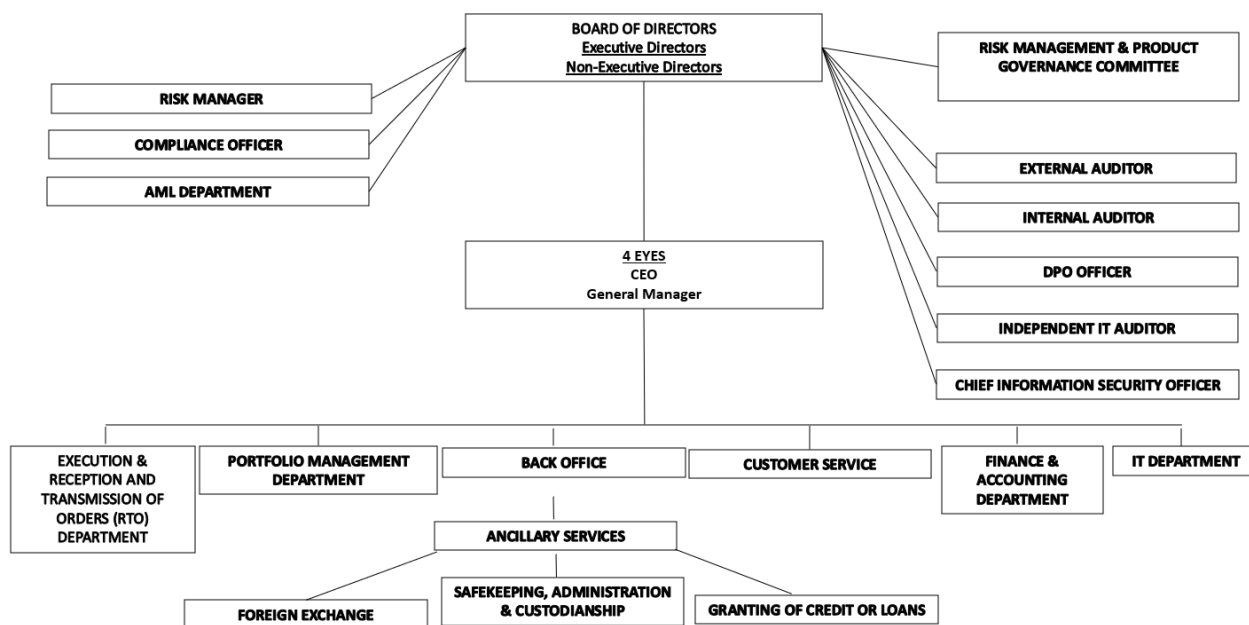 BOARD OF DIRECTORS
Executive Directors
Non-Executive Directors
RISK MANAGEMENT & PRODUCT
GOVERNANCE COMMITTEE
RISK MANAGER
COMPLIANCE OFFICER
AML DEPARTMENT
EXTERNAL AUDITOR
INTERNAL AUDITOR
DPO OFFICER
INDEPENDENT IT AUDITOR
CHIEF INFORMATION SECURITY OFFICER
4 EYES
CEO
General Manager
EXECUTION &
RECEPTION AND
TRANSMISSION OF
ORDERS (RTO)
DEPARTMENT
PORTFOLIO MANAGEMENT
DEPARTMENT
BACK OFFICE
CUSTOMER SERVICE
FINANCE &
ACCOUNTING
DEPARTMENT
IT DEPARTMENT
ANCILLARY SERVICES
FOREIGN EXCHANGE
SAFEKEEPING, ADMINISTRATION
& CUSTODIANSHIP
GRANTING OF CREDIT OR LOANS